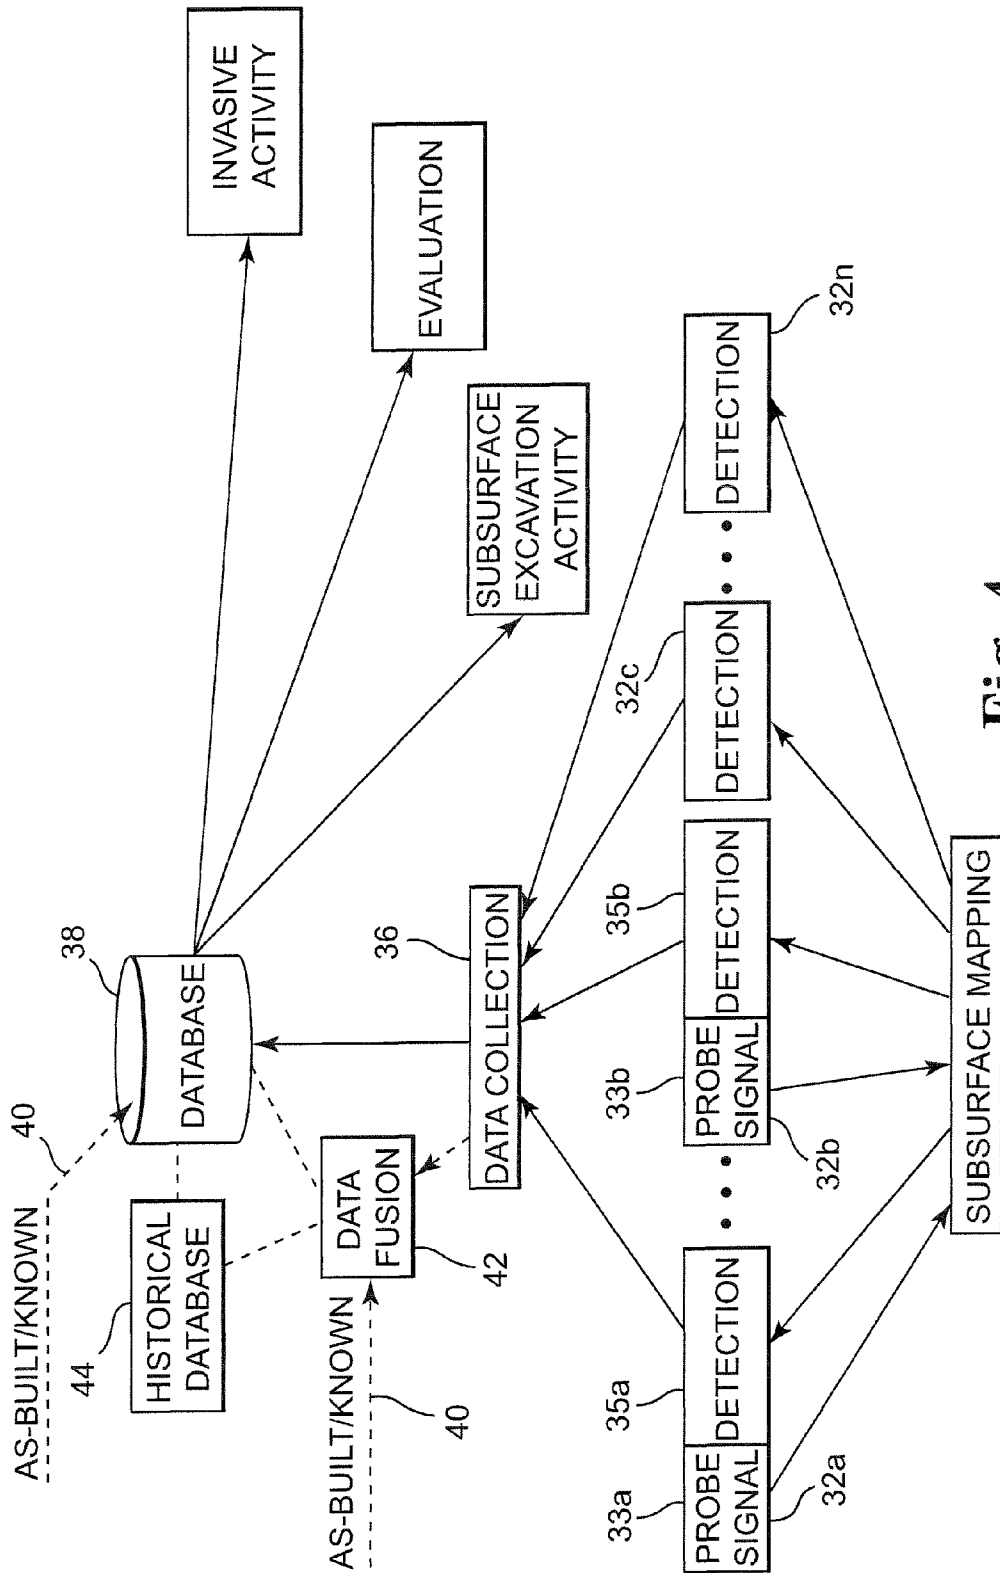 AS-BUILT/KNOWN
40
38
44
HISTORICAL
DATABASE
DATABASE
INVASIVE
ACTIVITY
AS-BUILT/KNOWN
40
DATA
FUSION
42
EVALUATION
36
DATA COLLECTION
SUBSURFACE
EXCAVATION
ACTIVITY
33a
35a
33b
35b
32c
PROBE
SIGNAL
DETECTION
PROBE
SIGNAL
DETECTION
DETECTION
DETECTION
32a
32b
32n
SUBSURFACE MAPPING
Fig. 4